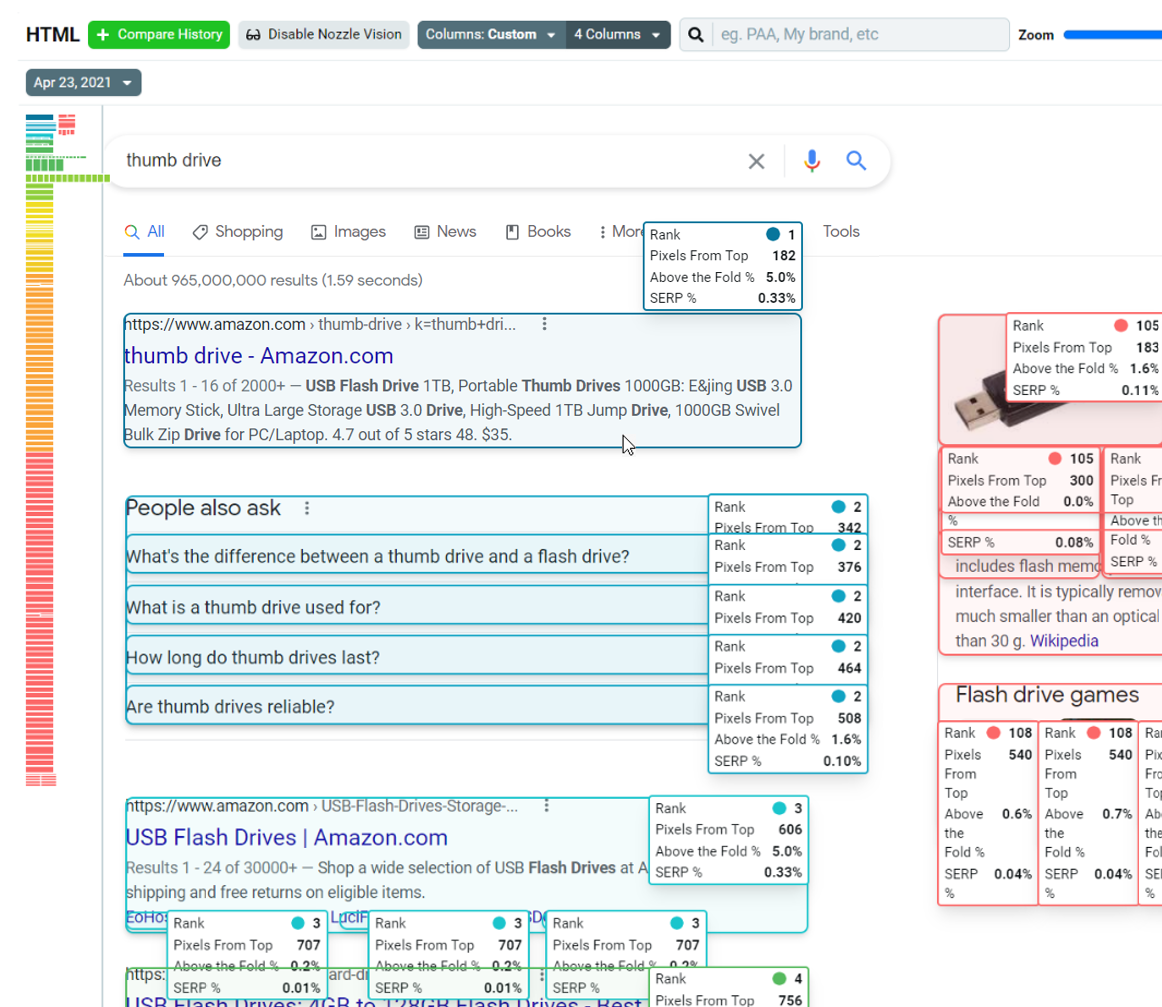 HTML
+ Compare History
Disable Nozzle Vision
Columns: Custom
4 Columns
eg. PAA, My brand, etc
Zoom
Apr 23, 2021
thumb drive
All
Shopping
Images
News
Books
Tools
Rank 1
Pixels From Top 182
Above the Fold % 5.0%
SERP % 0.33%
About 965,000,000 results (1.59 seconds)
https://www.amazon.com › thumb-drive › k=thumb+dri...
thumb drive - Amazon.com
Results 1 - 16 of 2000+ — USB Flash Drive 1TB, Portable Thumb Drives 1000GB: E&jing USB 3.0
Memory Stick, Ultra Large Storage USB 3.0 Drive, High-Speed 1TB Jump Drive, 1000GB Swivel
Bulk Zip Drive for PC/Laptop. 4.7 out of 5 stars 48. $35.
People also ask
Rank 2
Pixels From Top 342
What's the difference between a thumb drive and a flash drive?
Rank 2
Pixels From Top 376
What is a thumb drive used for?
Rank 2
Pixels From Top 420
How long do thumb drives last?
Rank 2
Pixels From Top 464
Are thumb drives reliable?
Rank 2
Pixels From Top 508
Above the Fold % 1.6%
SERP % 0.10%
https://www.amazon.com › USB-Flash-Drives-Storage-...
USB Flash Drives | Amazon.com
Results 1 - 24 of 30000+ — Shop a wide selection of USB Flash Drives at
shipping and free returns on eligible items.
Rank 3
Pixels From Top 606
Above the Fold % 5.0%
SERP % 0.33%
Rank 3
Pixels From Top 707
Above the Fold % 0.2%
SERP % 0.01%
Rank 3
Pixels From Top 707
Above the Fold % 0.2%
SERP % 0.01%
Rank 3
Pixels From Top 707
Above the Fold %
SERP %
https:
USB Flash Drives: 4GB to 128GB Flash Drives - Best
Rank 4
Pixels From Top 756
Rank 105
Pixels From Top 183
Above the Fold % 1.6%
SERP % 0.11%
Rank 105
Pixels From Top 300
Above the Fold 0.0%
%
SERP % 0.08%
Rank
Pixels
Top
Above
Fold %
SERP %
includes flash
interface. It is typically
much smaller than an optical
than 30 g. Wikipedia
Flash drive games
Rank 108
Pixels 540
From
Top
Above 0.6%
the
Fold %
SERP 0.04%
%
Rank 108
Pixels 540
From
Top
Above 0.7%
the
Fold %
SERP 0.04%
%